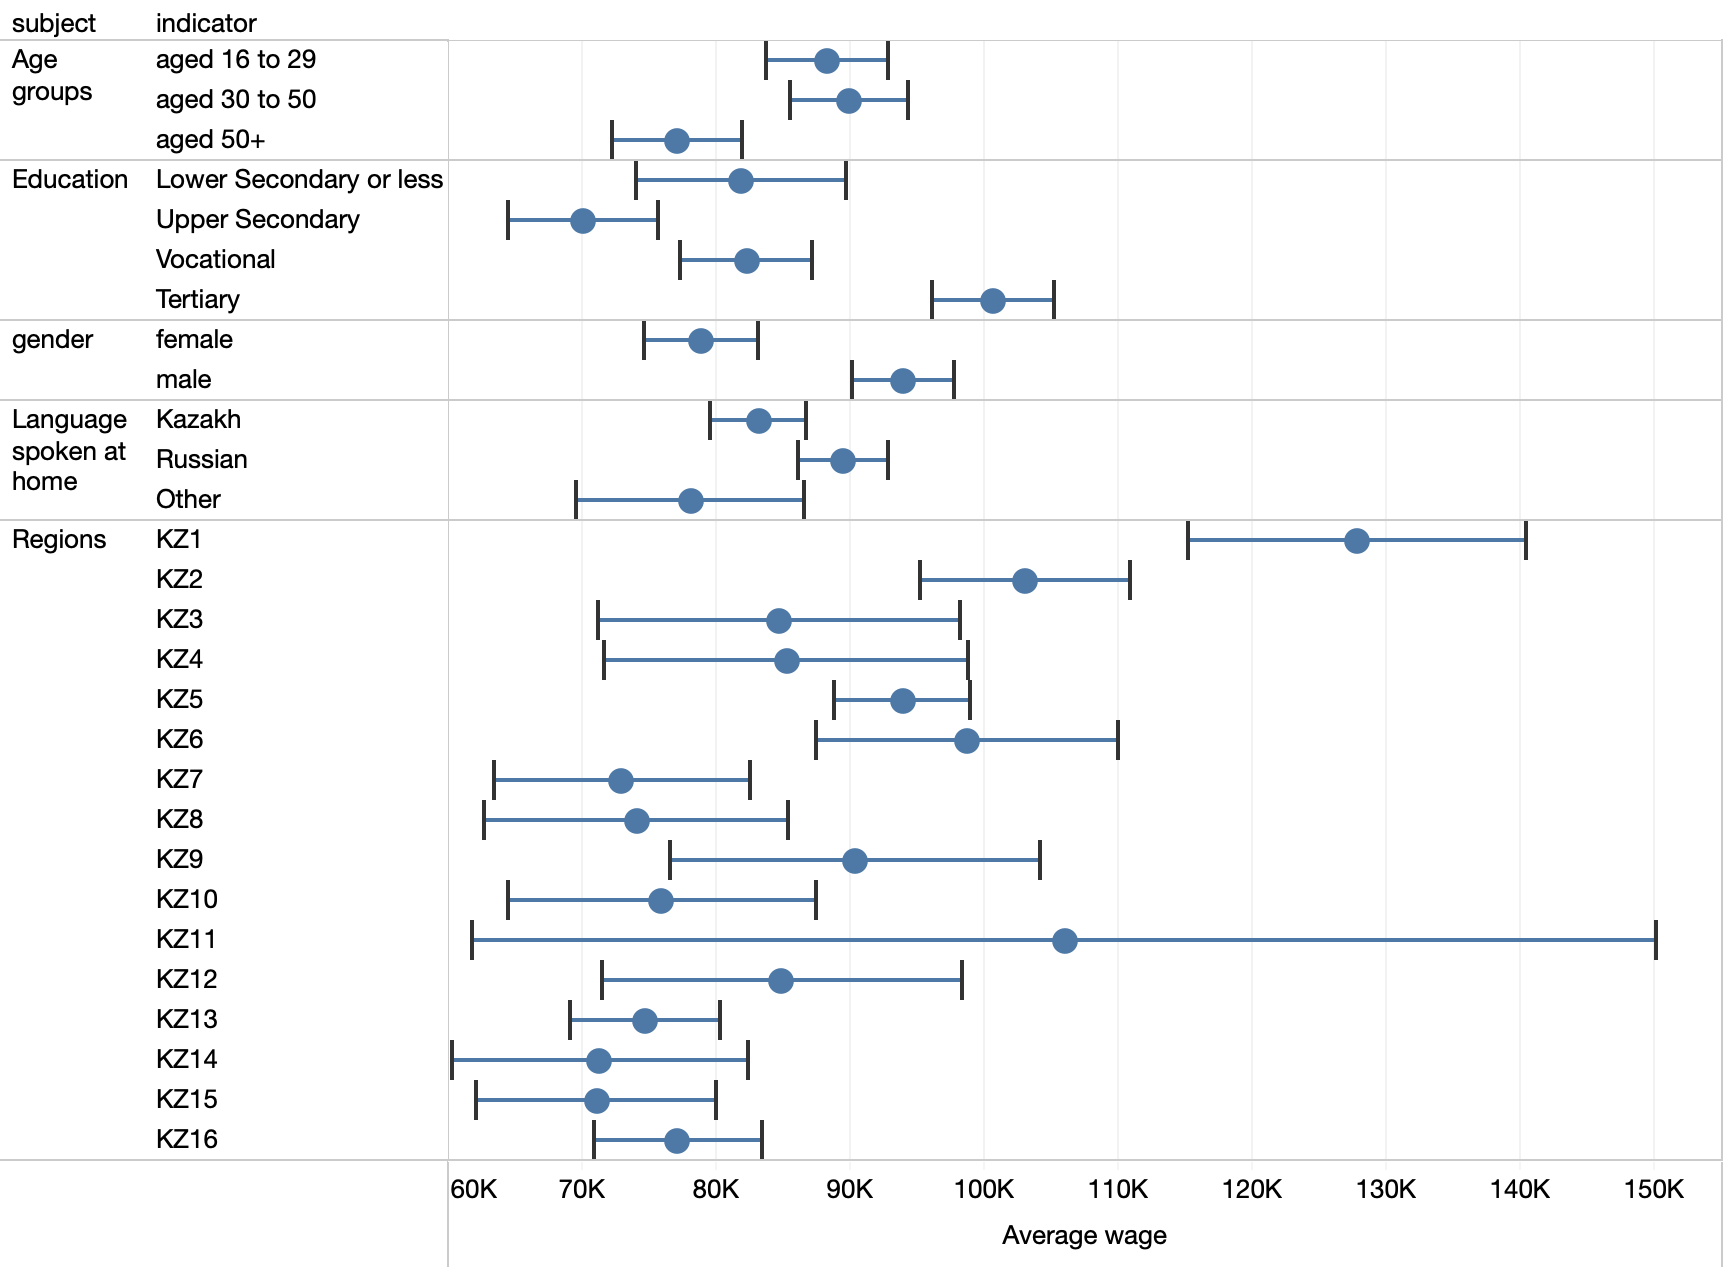 subject indicator
Age groups aged 16 to 29
aged 30 to 50
aged 50+
Education Lower Secondary or less
Upper Secondary
Vocational
Tertiary
gender female
male
Language spoken at home Kazakh
Russian
Other
Regions KZ1
KZ2
KZ3
KZ4
KZ5
KZ6
KZ7
KZ8
KZ9
KZ10
KZ11
KZ12
KZ13
KZ14
KZ15
KZ16
60K 70K 80K 90K 100K 110K 120K 130K 140K 150K
Average wage